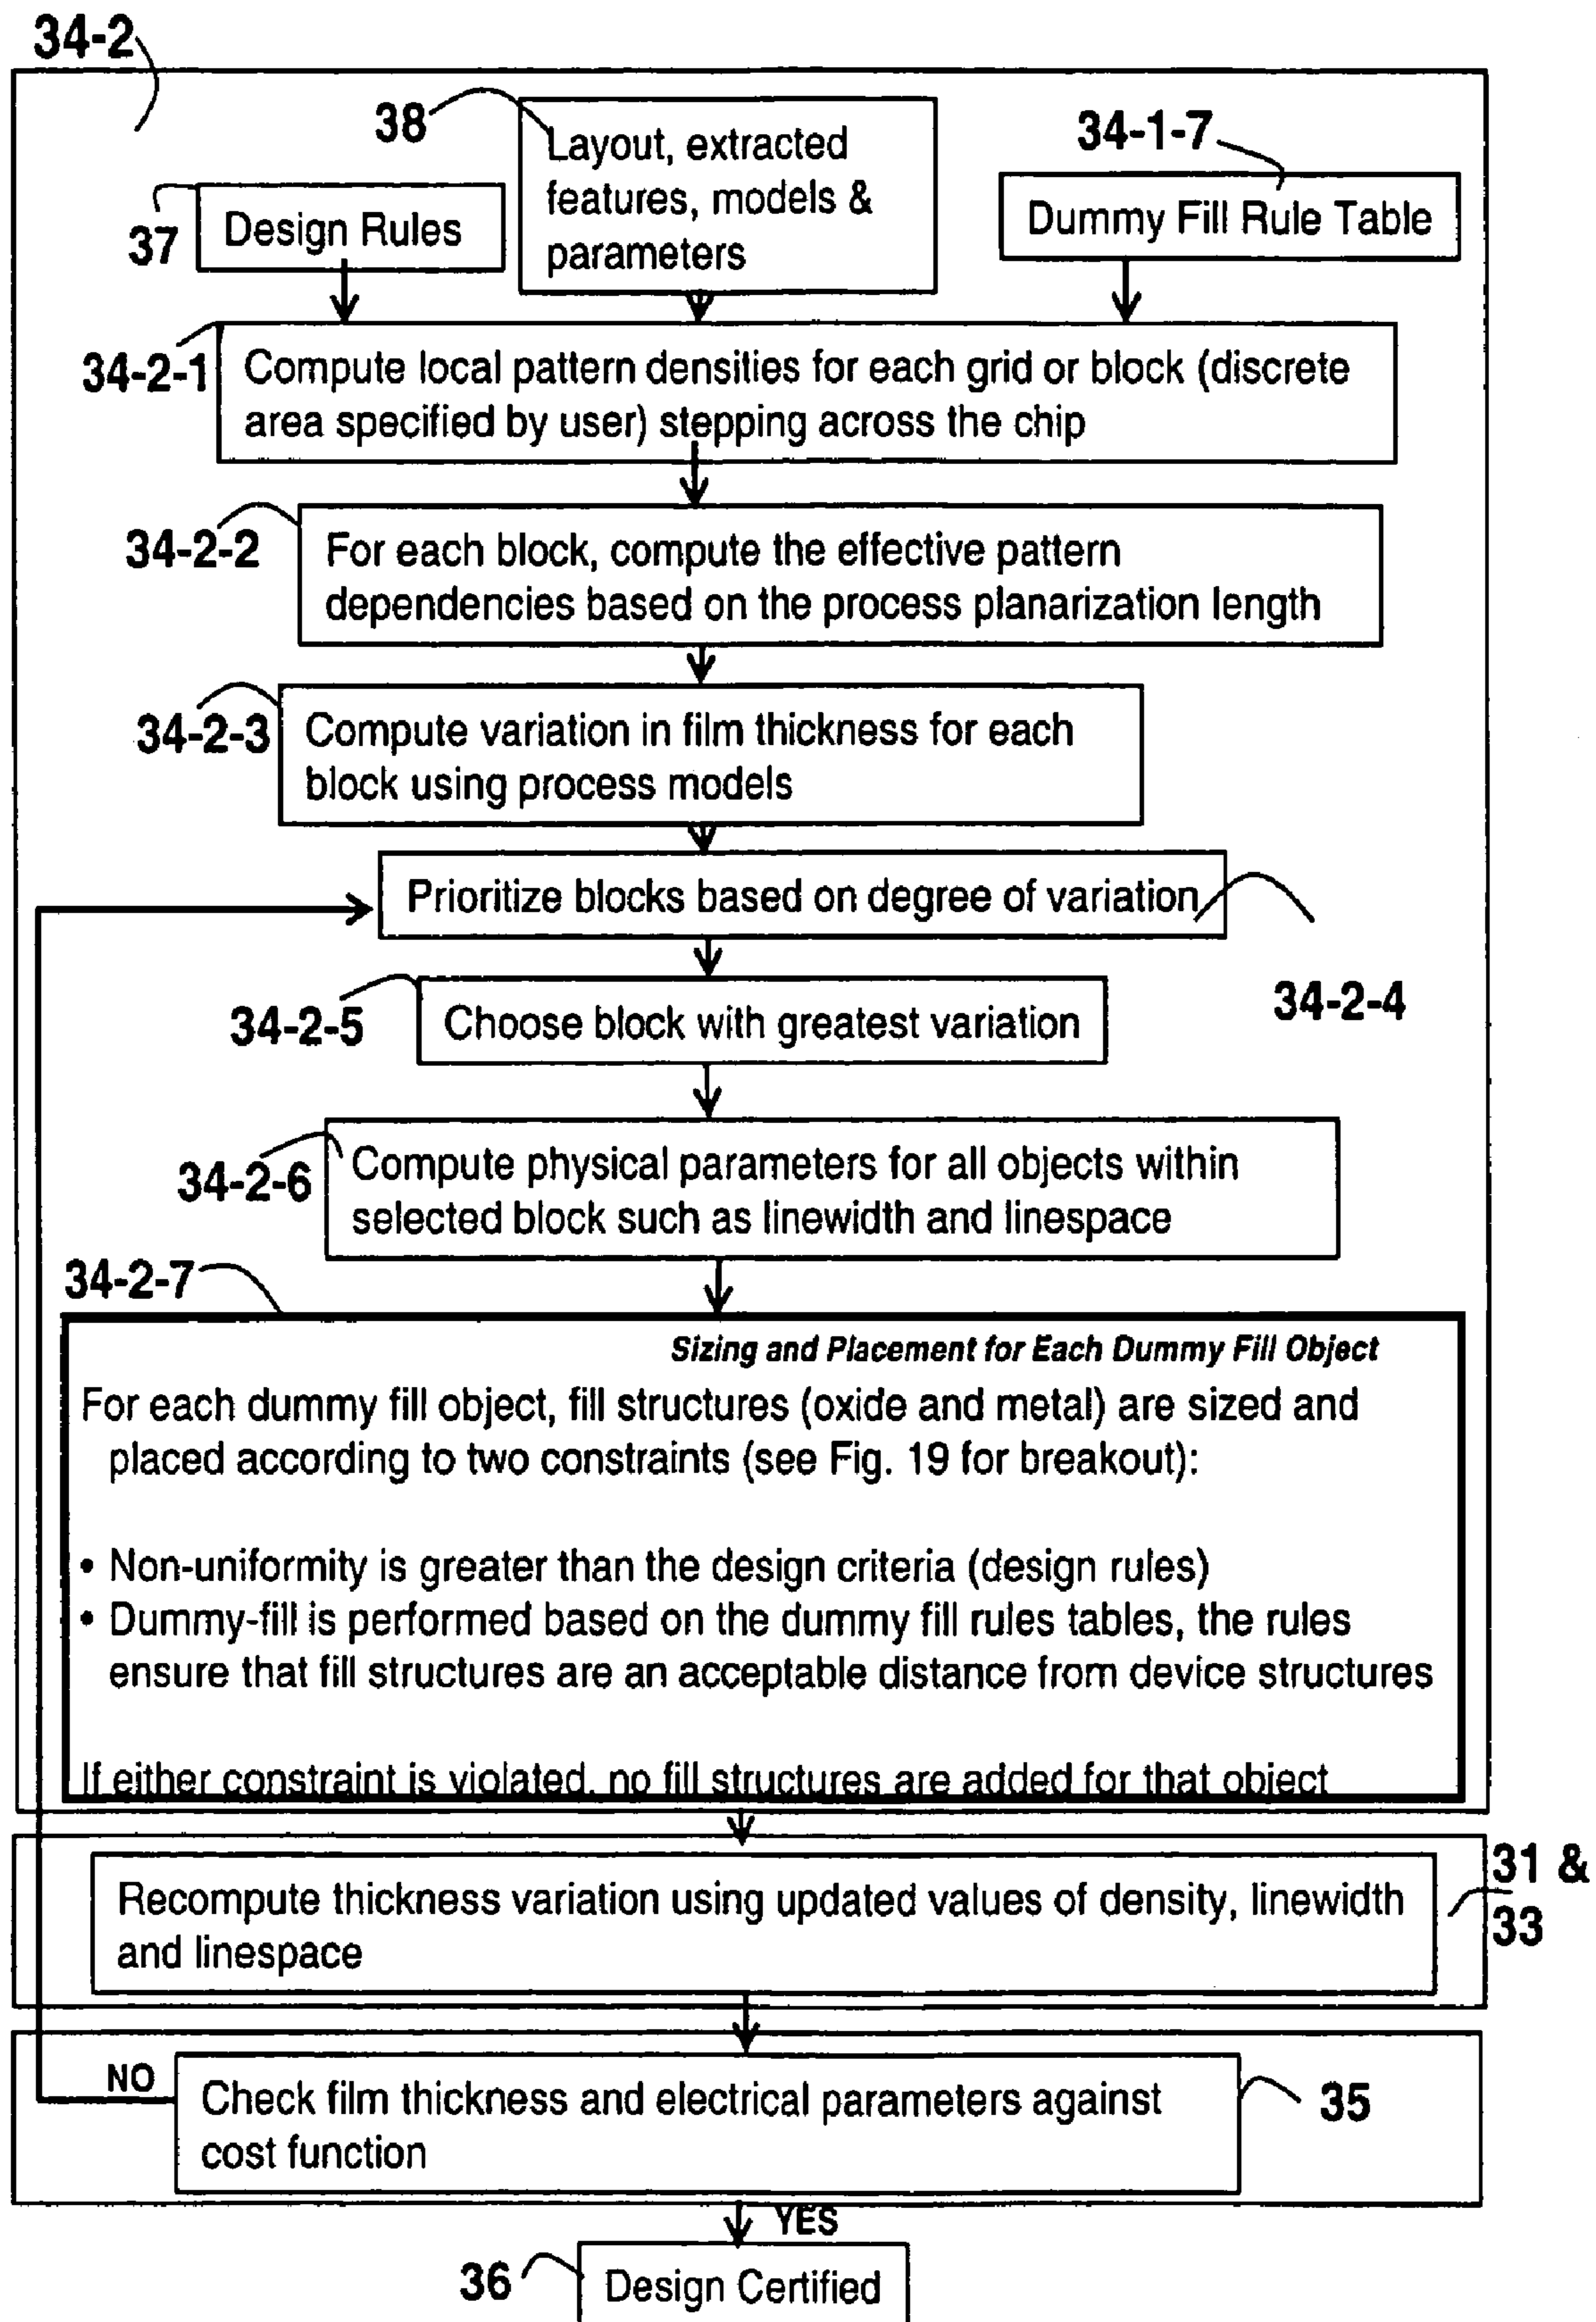 34-2
38
Layout, extracted
features, models &
parameters
34-1-7
Dummy Fill Rule Table
37
Design Rules
34-2-1
Compute local pattern densities for each grid or block (discrete
area specified by user) stepping across the chip
34-2-2
For each block, compute the effective pattern
dependencies based on the process planarization length
34-2-3
Compute variation in film thickness for each
block using process models
Prioritize blocks based on degree of variation
34-2-4
34-2-5
Choose block with greatest variation
34-2-6
Compute physical parameters for all objects within
selected block such as linewidth and linespace
34-2-7
Sizing and Placement for Each Dummy Fill Object
For each dummy fill object, fill structures (oxide and metal) are sized and
placed according to two constraints (see Fig. 19 for breakout):
• Non-uniformity is greater than the design criteria (design rules)
• Dummy-fill is performed based on the dummy fill rules tables, the rules
ensure that fill structures are an acceptable distance from device structures
If either constraint is violated, no fill structures are added for that object
31 &
33
Recompute thickness variation using updated values of density, linewidth
and linespace
NO
Check film thickness and electrical parameters against
cost function
35
YES
36
Design Certified